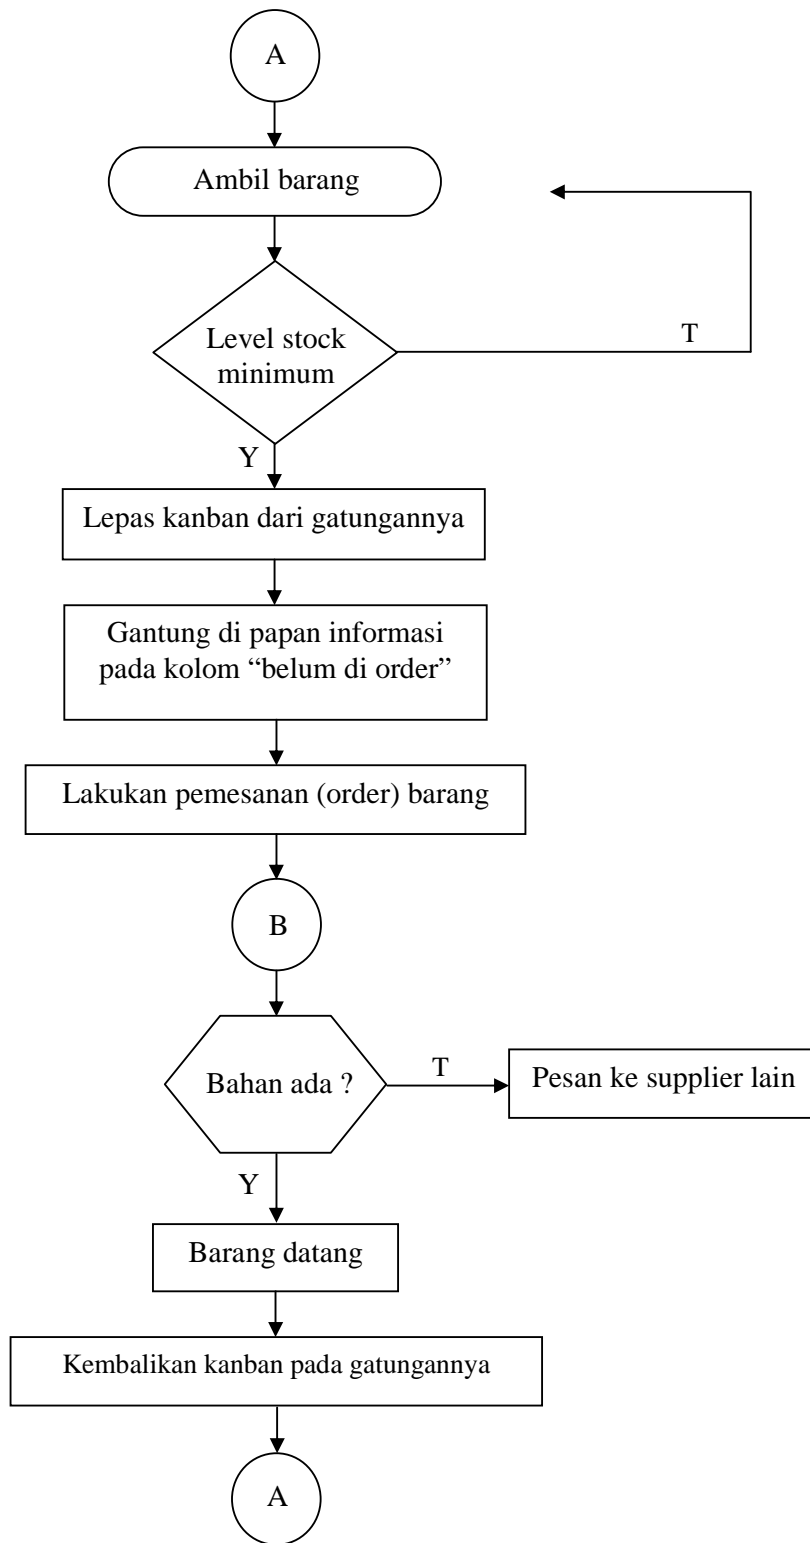 A
Ambil barang
Level stock
minimum
T
Y
Lepas kanban dari gatungannya
Gantung di papan informasi
pada kolom “belum di order”
Lakukan pemesanan (order) barang
B
Bahan ada ?
T
Pesan ke supplier lain
Y
Barang datang
Kembalikan kanban pada gatungannya
A